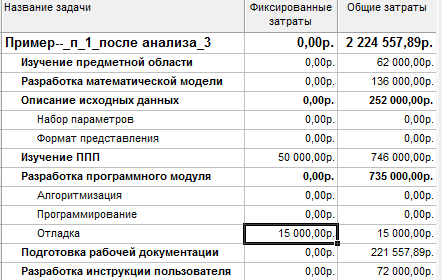 Название задачи Фиксированные затраты Общие затраты
Пример--_п_1_после анализа_3 0,00р. 2 224 557,89р.
Изучение предметной области 0,00р. 62 000,00р.
Разработка математической модели 0,00р. 136 000,00р.
Описание исходных данных 0,00р. 252 000,00р.
Набор параметров 0,00р. 0,00р.
Формат представления 0,00р. 0,00р.
Изучение ППП 50 000,00р. 746 000,00р.
Разработка программного модуля 0,00р. 735 000,00р.
Алгоритмизация 0,00р. 0,00р.
Программирование 0,00р. 0,00р.
Отладка 15 000,00р. 15 000,00р.
Подготовка рабочей документации 0,00р. 221 557,89р.
Разработка инструкции пользователя 0,00р. 72 000,00р.